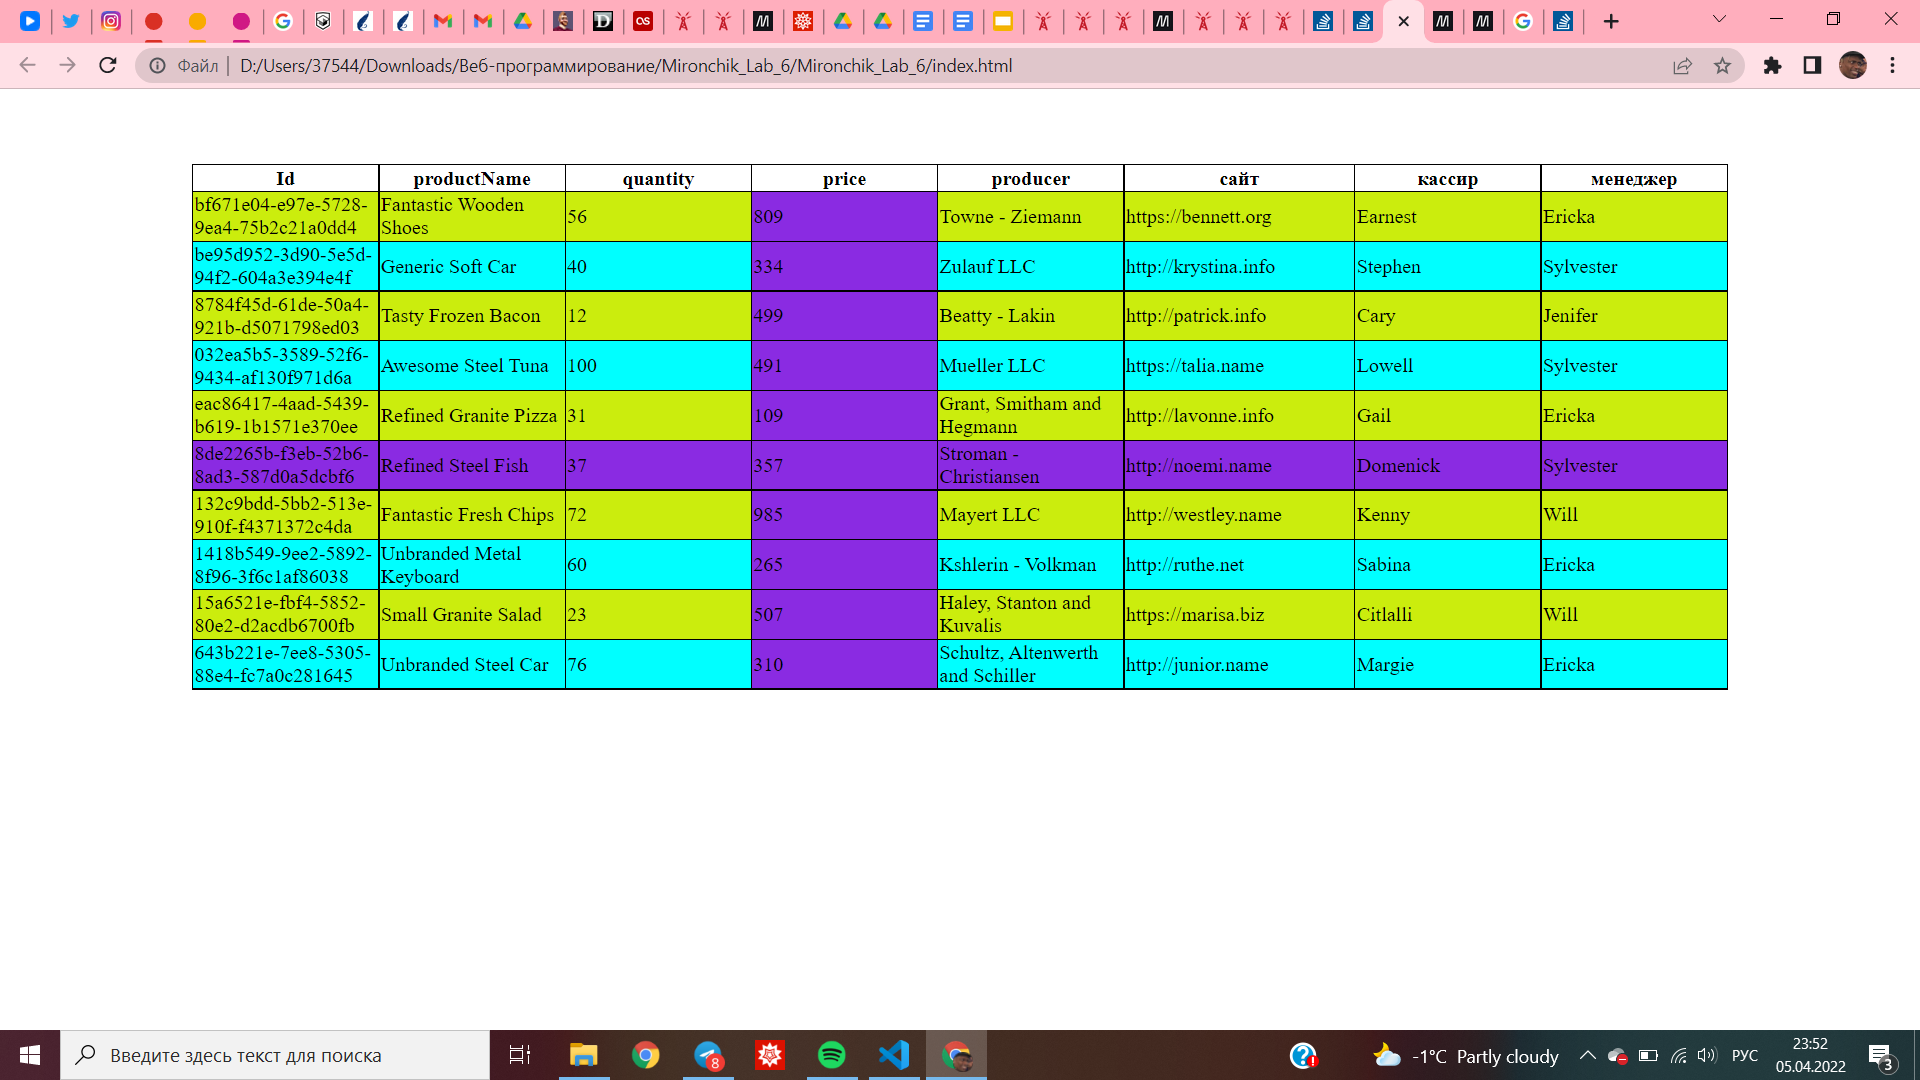 Файл
D:/Users/37544/Downloads/Веб-программирование/Mironchik_Lab_6/Mironchik_Lab_6/index.html
Id productName quantity price producer сайт кассир менеджер
bf671e04-e97e-5728-
9ea4-75b2c21a0dd4
Fantastic Wooden
Shoes
56
809
Towne - Ziemann
https://bennett.org
Earnest
Ericka
be95d952-3d90-5e5d-
94f2-604a3e394e4f
Generic Soft Car
40
334
Zulauf LLC
http://krystina.info
Stephen
Sylvester
8784f45d-61de-50a4-
921b-d5071798ed03
Tasty Frozen Bacon
12
499
Beatty - Lakin
http://patrick.info
Cary
Jenifer
032ea5b5-3589-52f6-
9434-af130f971d6a
Awesome Steel Tuna
100
491
Mueller LLC
https://talia.name
Lowell
Sylvester
eac86417-4aad-5439-
b619-1b1571e370ee
Refined Granite Pizza
31
109
Grant, Smitham and
Hegmann
http://lavonne.info
Gail
Ericka
8de2265b-f3eb-52b6-
8ad3-587d0a5dcbf6
Refined Steel Fish
37
357
Stroman -
Christiansen
http://noemi.name
Domenick
Sylvester
132c9bdd-5bb2-513e-
910f-f4371372c4da
Fantastic Fresh Chips
72
985
Mayert LLC
http://westley.name
Kenny
Will
1418b549-9ee2-5892-
8f96-3f6c1af86038
Unbranded Metal
Keyboard
60
265
Kshlerin - Volkman
http://ruthe.net
Sabina
Ericka
15a6521e-fbf4-5852-
80e2-d2acdb6700fb
Small Granite Salad
23
507
Haley, Stanton and
Kuvalis
https://marisa.biz
Citlalli
Will
643b221e-7ee8-5305-
88e4-fc7a0c281645
Unbranded Steel Car
76
310
Schultz, Altenwerth
and Schiller
http://junior.name
Margie
Ericka
Введите здесь текст для поиска
8
-1°C Partly cloudy
РУС
23:52
05.04.2022
3